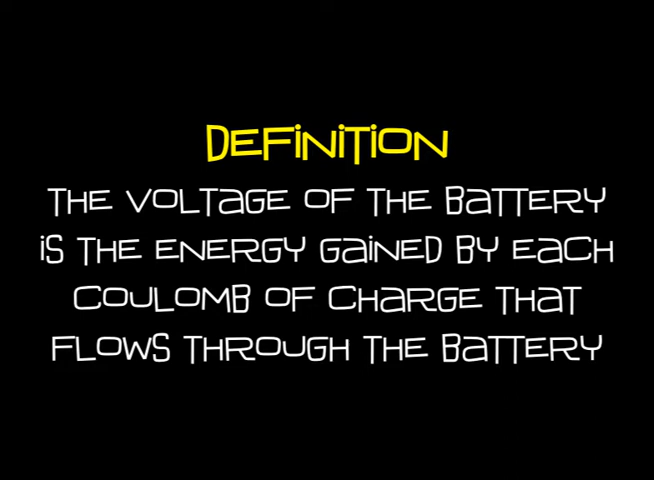 DEFINITION
THE VOLTAGE OF THE BATTERY
IS THE ENERGY GAINED BY EACH
COULOMB OF CHARGE THAT
FLOWS THROUGH THE BATTERY